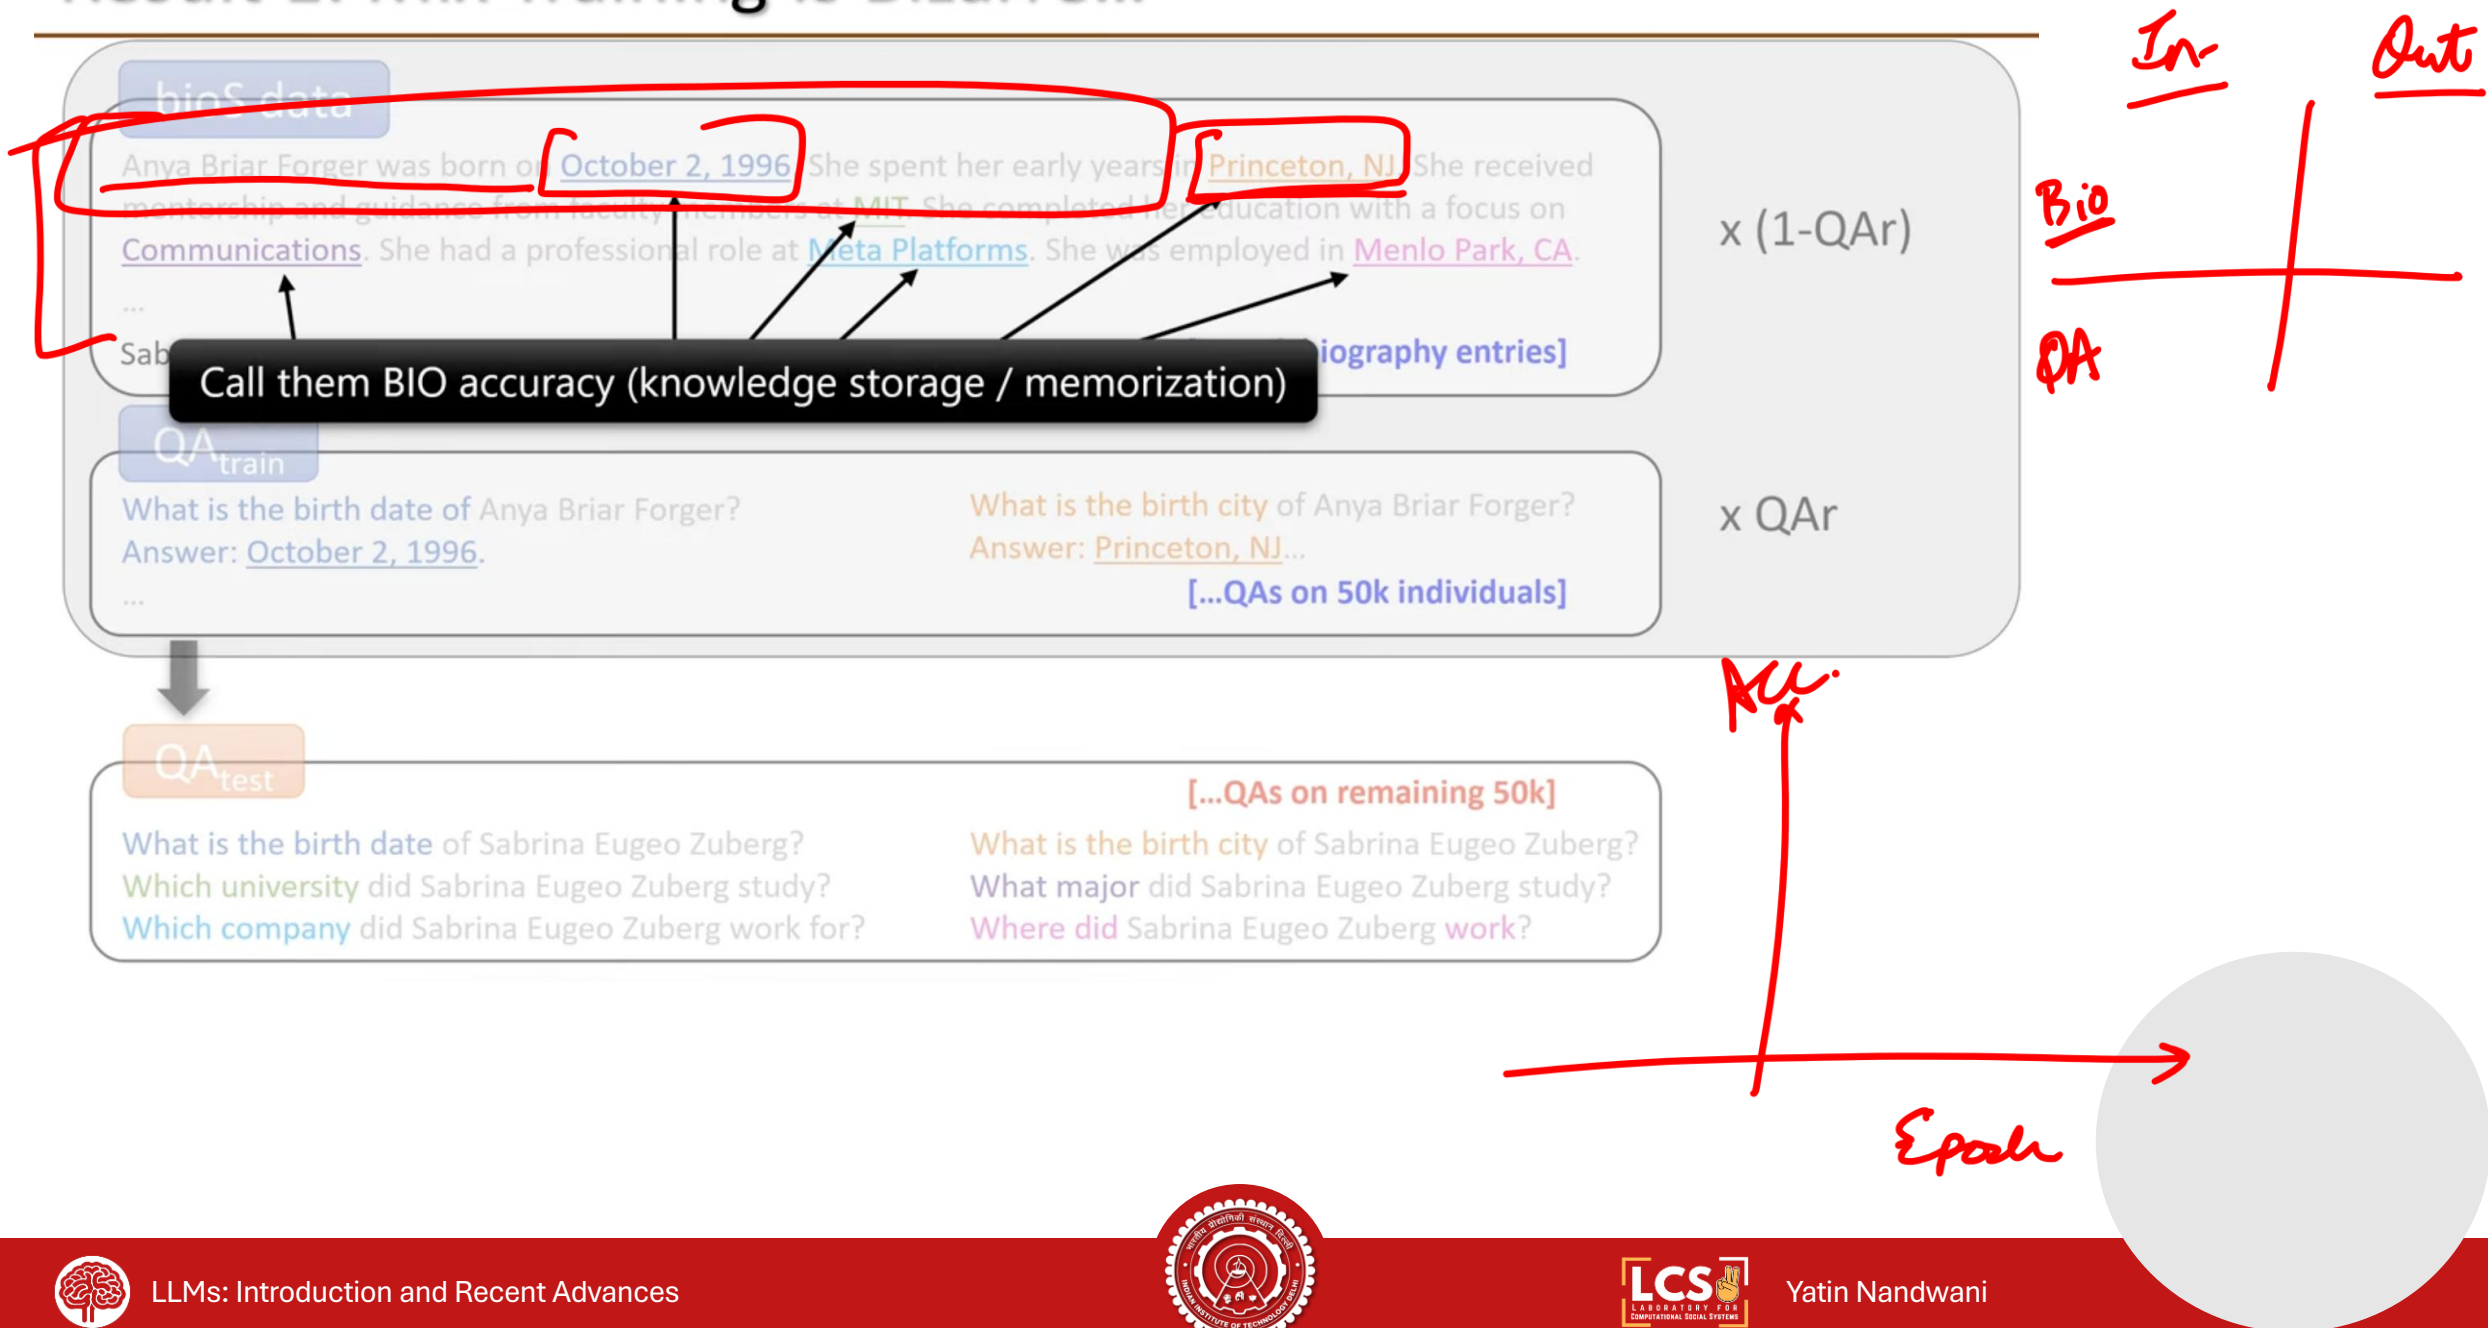 bioS data
Anya Briar Forger was born on October 2, 1996. She spent her early years in Princeton, NJ. She received
mentorship and guidance from faculty members at MIT. She completed her education with a focus on
Communications. She had a professional role at Meta Platforms. She was employed in Menlo Park, CA.
...
Sab
iography entries]
Call them BIO accuracy (knowledge storage / memorization)
x (1-QAr)
QAtrain
What is the birth date of Anya Briar Forger?
Answer: October 2, 1996.
...
What is the birth city of Anya Briar Forger?
Answer: Princeton, NJ...
[...QAs on 50k individuals]
x QAr
QAtest
[...QAs on remaining 50k]
What is the birth date of Sabrina Eugeo Zuberg?
Which university did Sabrina Eugeo Zuberg study?
Which company did Sabrina Eugeo Zuberg work for?
What is the birth city of Sabrina Eugeo Zuberg?
What major did Sabrina Eugeo Zuberg study?
Where did Sabrina Eugeo Zuberg work?
In
Out
Bio
QA
Acc.
Epoch
LLMs: Introduction and Recent Advances
LCS
LABORATORY FOR
COMPUTATIONAL SOCIAL SYSTEMS
Yatin Nandwani